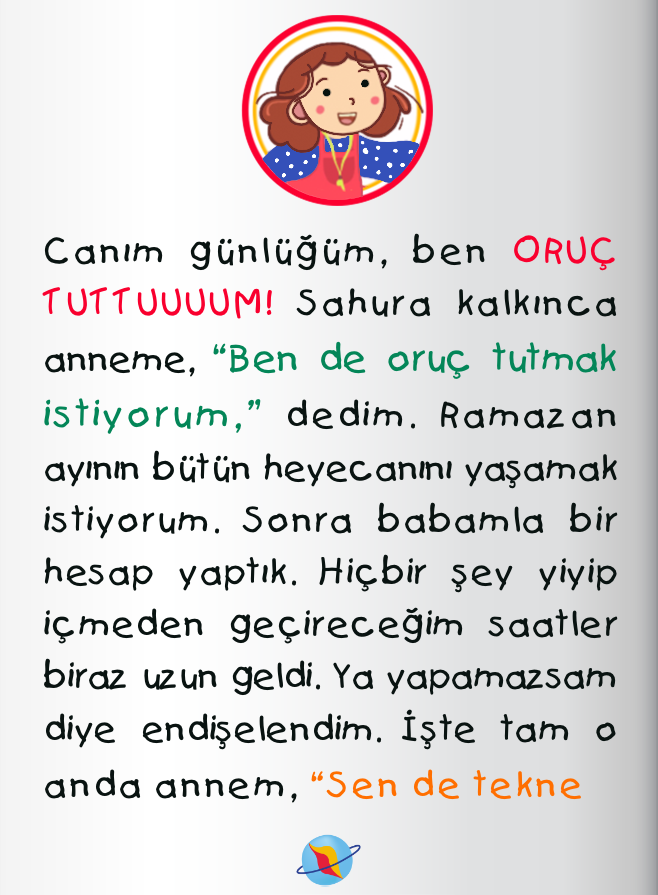 Canım günlüğüm, ben ORUÇ
TUTTUUUUM! Sahura kalkınca
anneme, “Ben de oruç tutmak
istiyorum,” dedim. Ramazan
ayının bütün heyecanını yaşamak
istiyorum. Sonra babamla bir
hesap yaptık. Hiçbir şey yiyip
içmeden geçireceğim saatler
biraz uzun geldi. Ya yapamazsam
diye endişelendim. İşte tam o
anda annem, “Sen de tekne